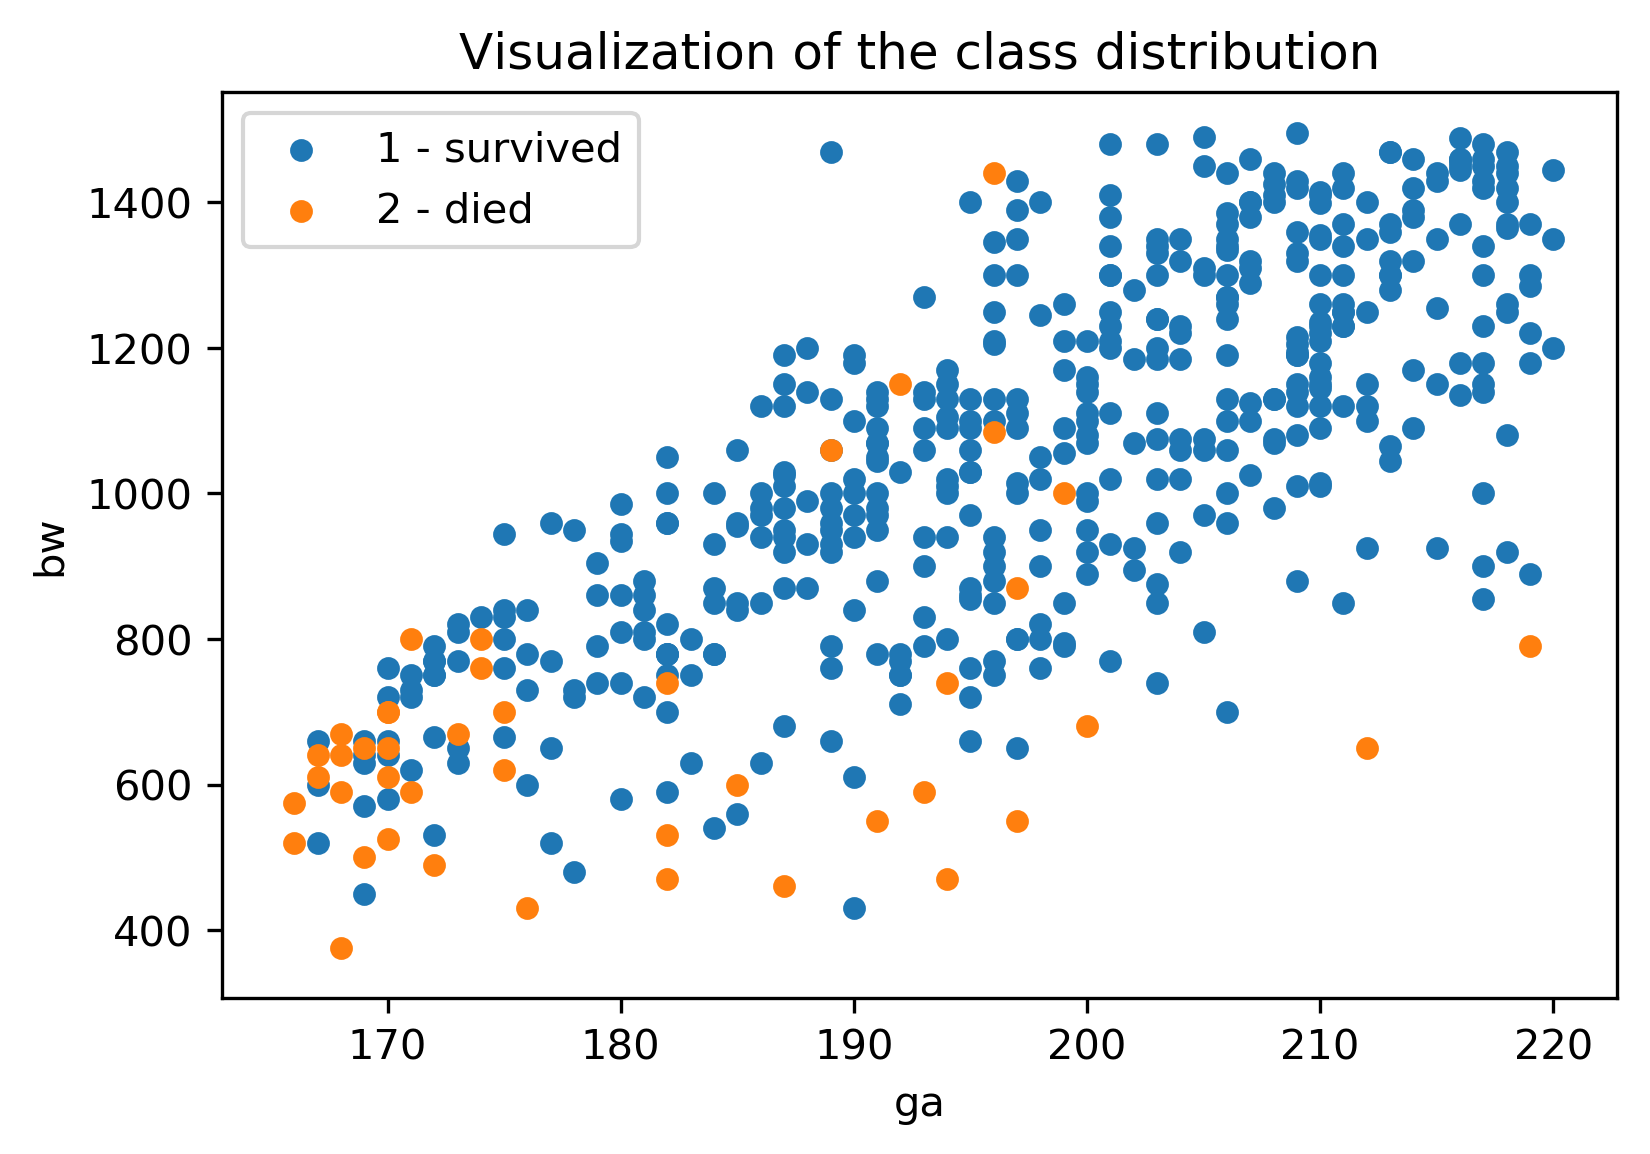 Visualization of the class distribution
1 - survived
2 - died
1400
1200
1000
800
600
400
bw
170 180 190 200 210 220
ga